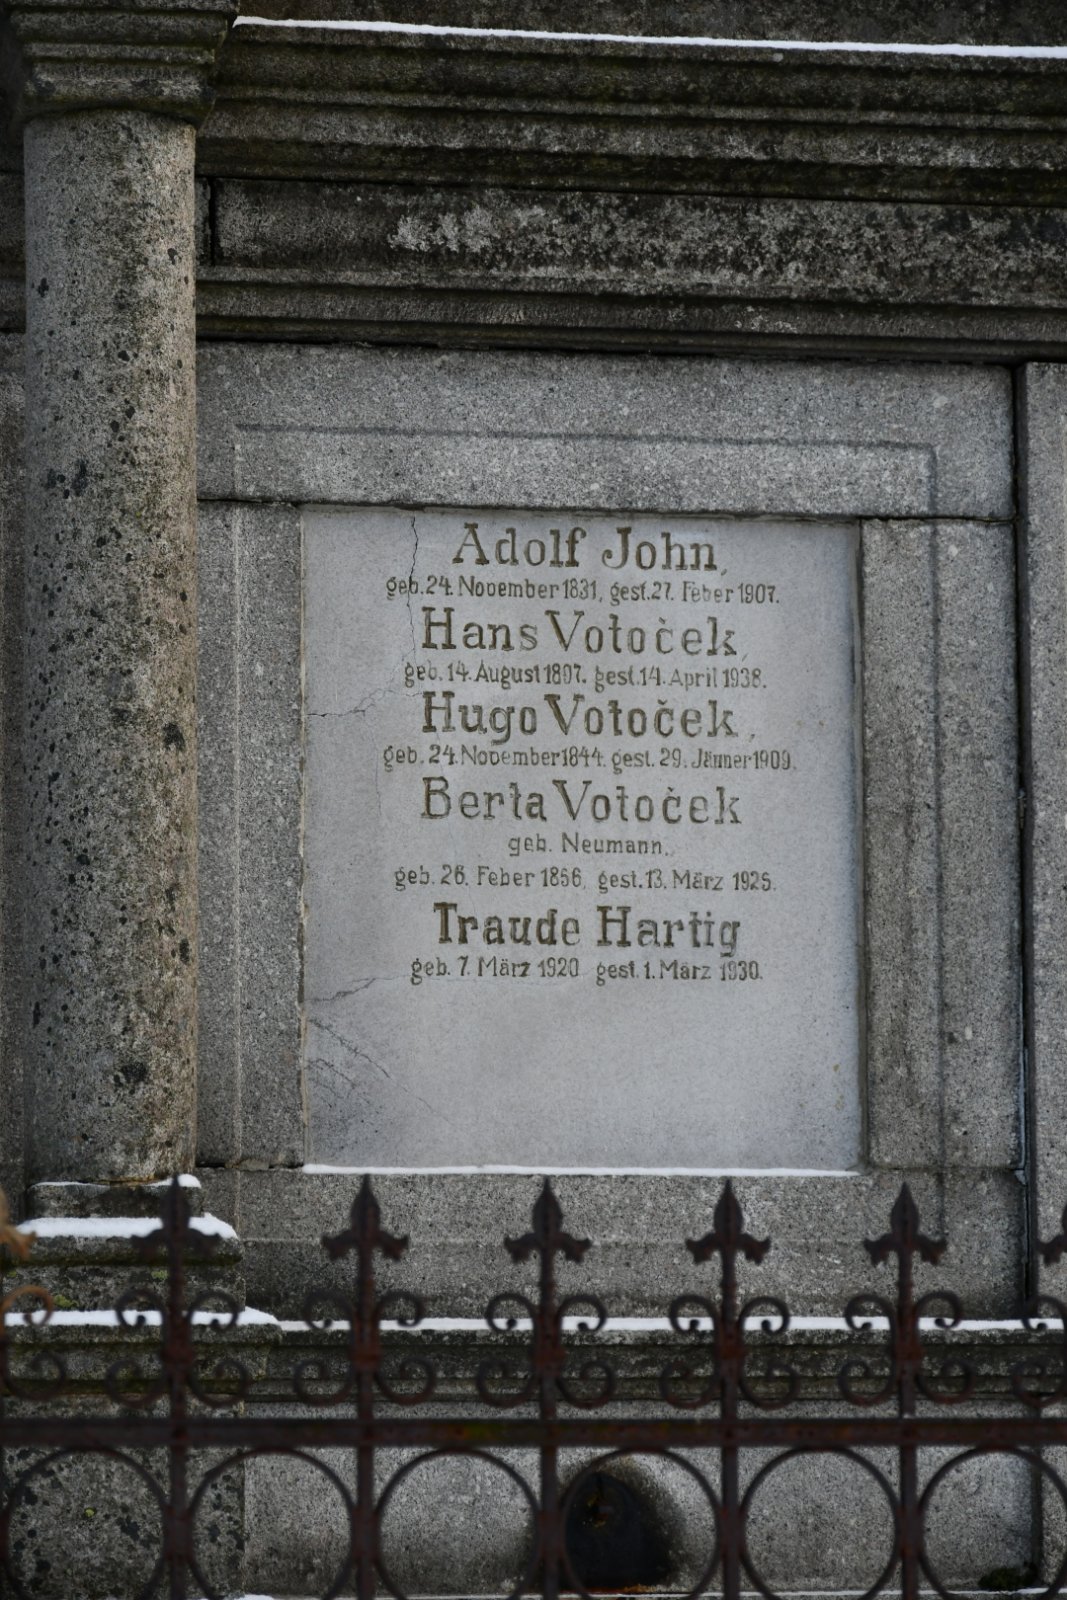 Adolf John,
geb. 24. November 1831, gest. 27. Feber 1907.
Hans Votoček,
geb. 14. August 1897. gest. 14. April 1938.
Hugo Votoček,
geb. 24. November 1844. gest. 29. Jänner 1909.
Berta Votoček
geb. Neumann.
geb. 26. Feber 1856, gest. 13. März 1925.
Traude Hartig
geb. 7. März 1920 gest. 1. März 1930.